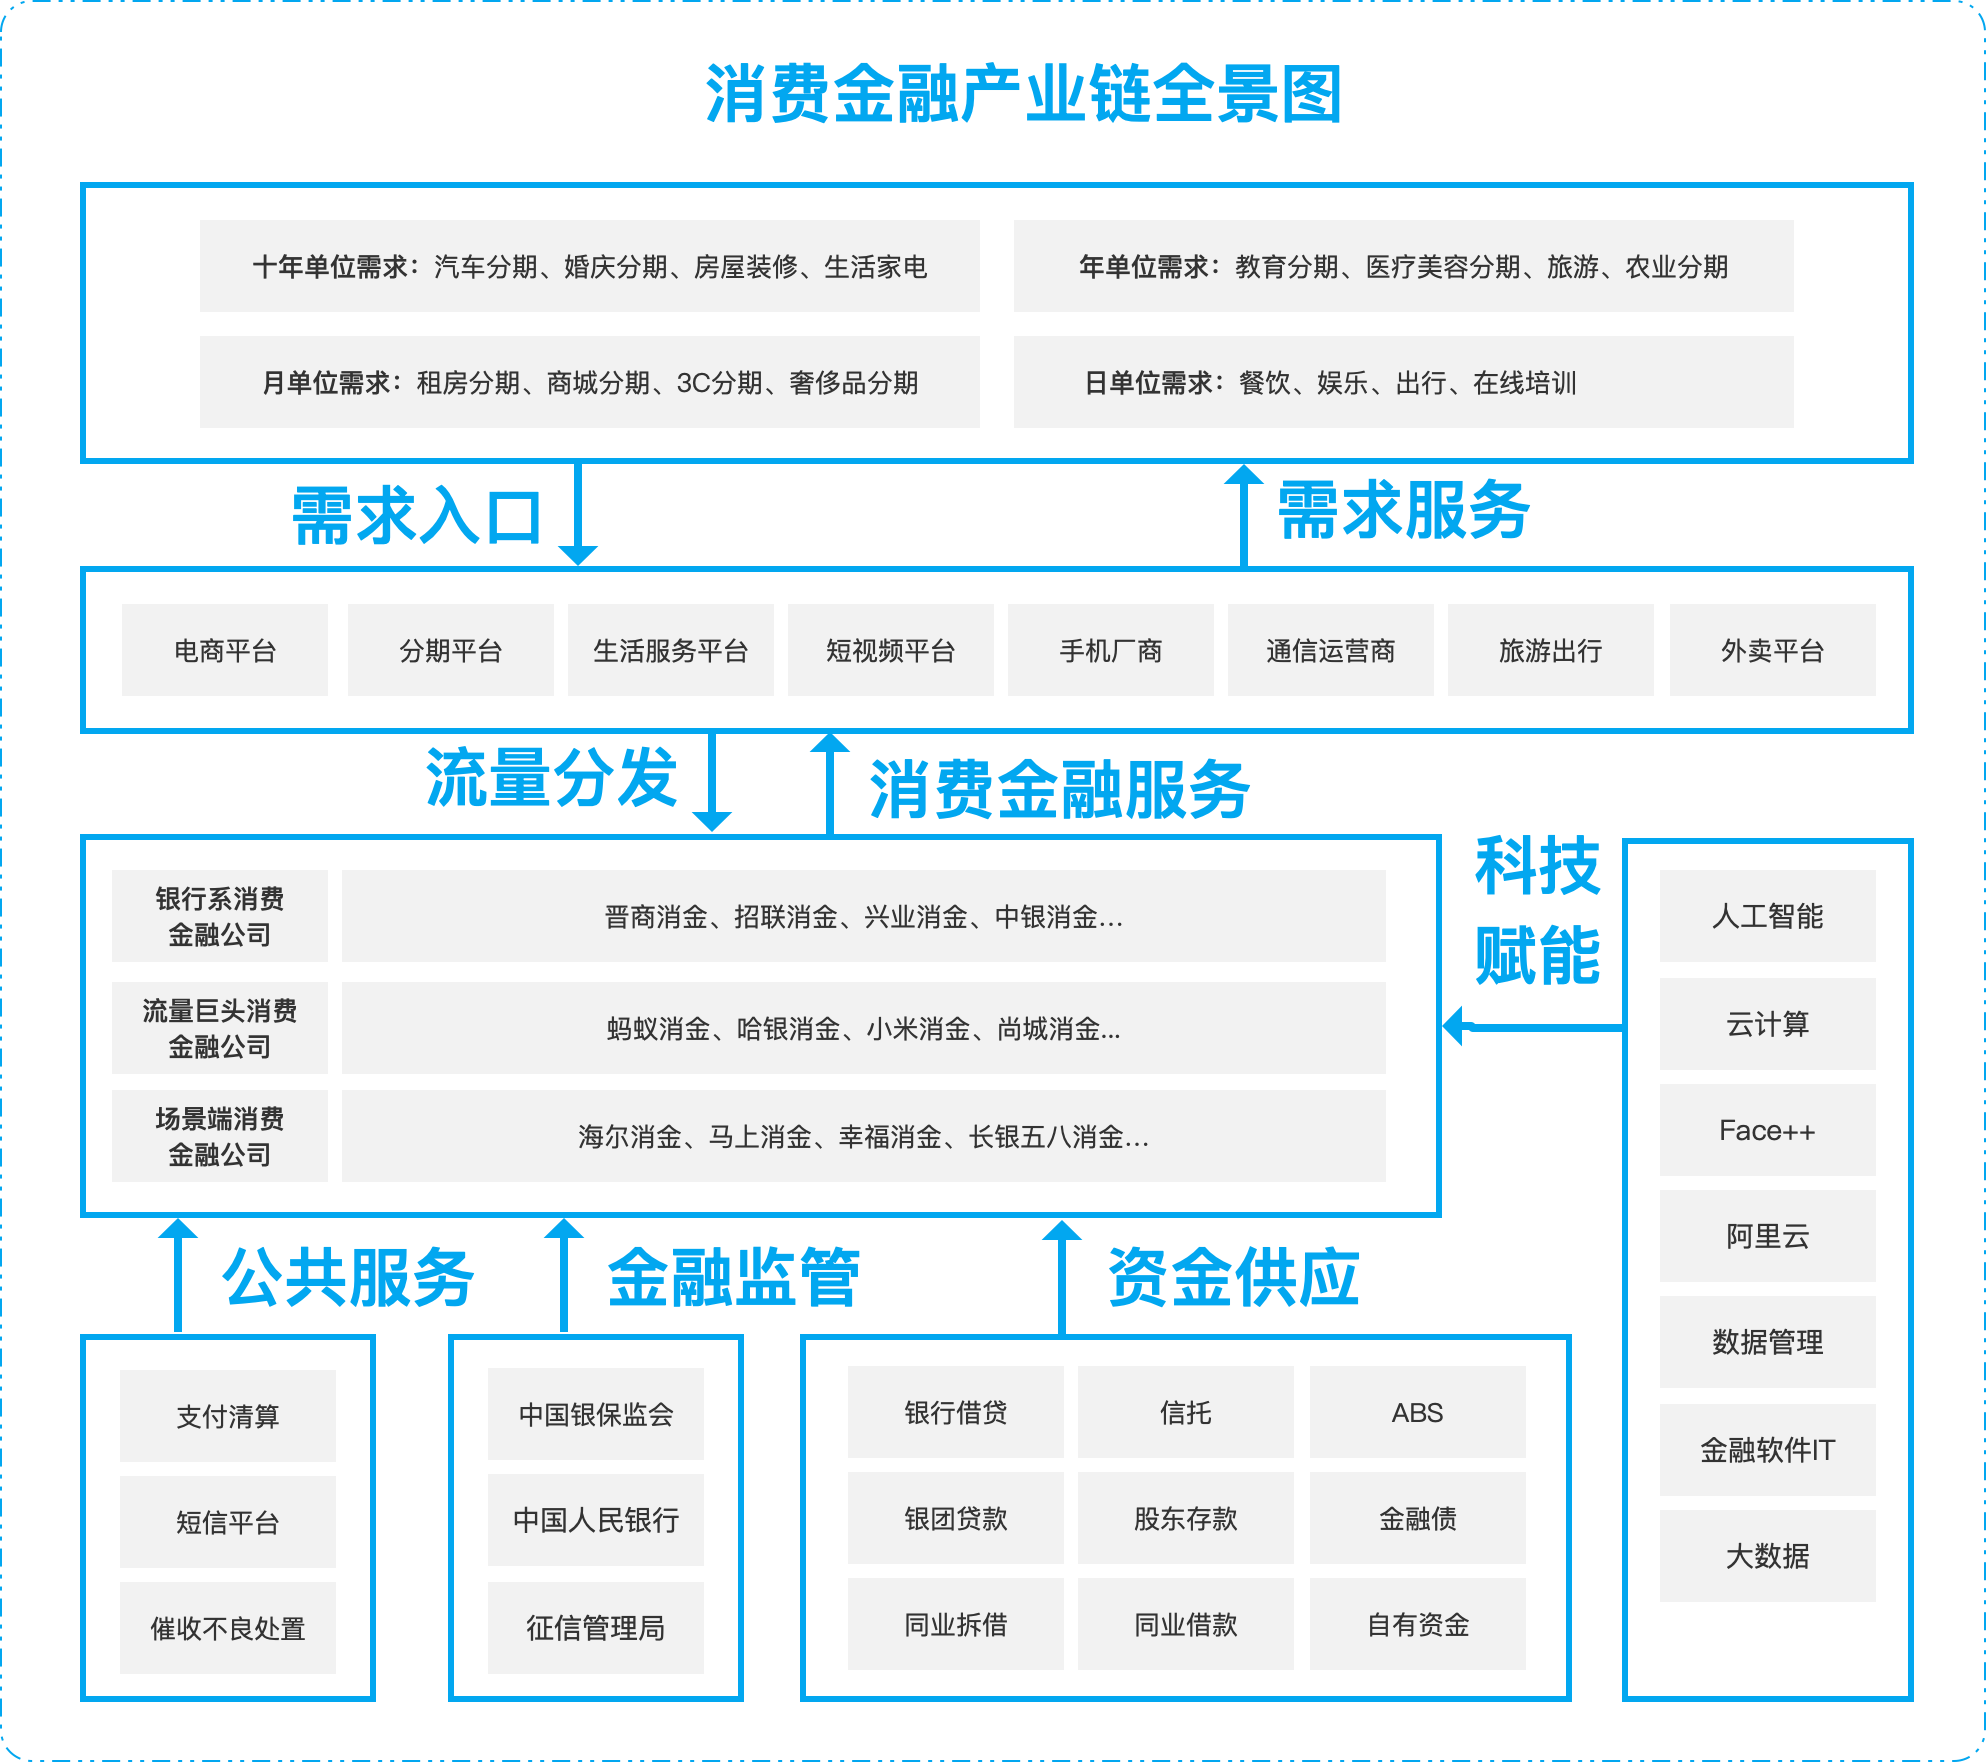 消费金融产业链全景图
十年单位需求：汽车分期、婚庆分期、房屋装修、生活家电
年单位需求：教育分期、医疗美容分期、旅游、农业分期
月单位需求：租房分期、商城分期、3C分期、奢侈品分期
日单位需求：餐饮、娱乐、出行、在线培训
需求入口
需求服务
电商平台
分期平台
生活服务平台
短视频平台
手机厂商
通信运营商
旅游出行
外卖平台
流量分发
消费金融服务
银行系消费
金融公司
晋商消金、招联消金、兴业消金、中银消金...
流量巨头消费
金融公司
蚂蚁消金、哈银消金、小米消金、尚城消金...
场景端消费
金融公司
海尔消金、马上消金、幸福消金、长银五八消金...
科技
赋能
人工智能
云计算
Face++
阿里云
数据管理
金融软件IT
大数据
公共服务
金融监管
资金供应
支付清算
短信平台
催收不良处置
中国银保监会
中国人民银行
征信管理局
银行借贷
信托
ABS
银团贷款
股东存款
金融债
同业拆借
同业借款
自有资金